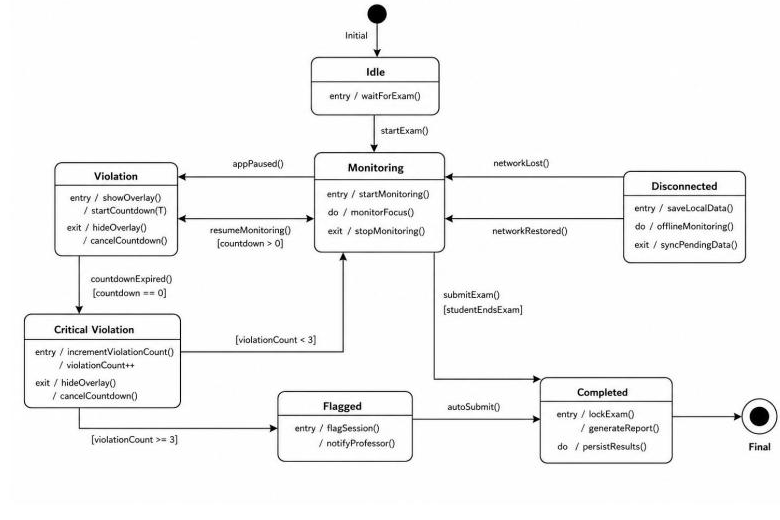 Initial
Idle
entry / waitForExam()
startExam()
appPaused()
networkLost()
Violation
entry / showOverlay()
/ startCountdown(T)
exit / hideOverlay()
/ cancelCountdown()
Monitoring
entry / startMonitoring()
do / monitorFocus()
exit / stopMonitoring()
Disconnected
entry / saveLocalData()
do / offlineMonitoring()
exit / syncPendingData()
resumeMonitoring()
[countdown > 0]
networkRestored()
countdownExpired()
[countdown == 0]
submitExam()
[studentEndsExam]
Critical Violation
entry / incrementViolationCount()
/ violationCount++
exit / hideOverlay()
/ cancelCountdown()
[violationCount < 3]
[violationCount >= 3]
Flagged
entry / flagSession()
/ notifyProfessor()
autoSubmit()
Completed
entry / lockExam()
/ generateReport()
do / persistResults()
Final